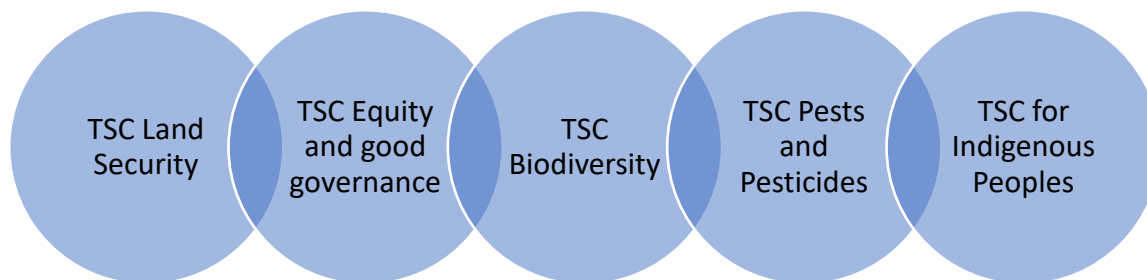 TSC Land
Security
TSC Equity
and good
governance
TSC
Biodiversity
TSC Pests
and
Pesticides
TSC for
Indigenous
Peoples